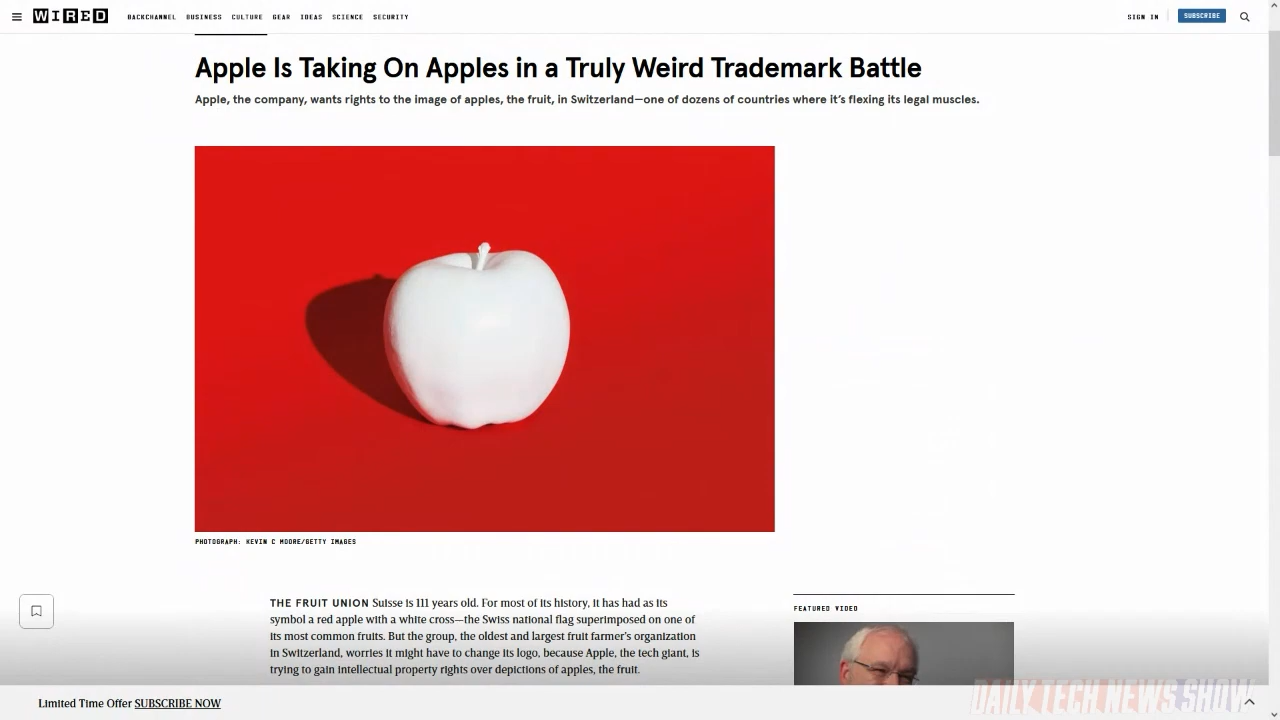 WIRED
BACKCHANNEL BUSINESS CULTURE GEAR IDEAS SCIENCE SECURITY
SIGN IN
SUBSCRIBE
Apple Is Taking On Apples in a Truly Weird Trademark Battle
Apple, the company, wants rights to the image of apples, the fruit, in Switzerland—one of dozens of countries where it's flexing its legal muscles.
PHOTOGRAPH: KEVIN C MOORE/GETTY IMAGES
THE FRUIT UNION Suisse is 111 years old. For most of its history, it has had as its
symbol a red apple with a white cross—the Swiss national flag superimposed on one of
its most common fruits. But the group, the oldest and largest fruit farmer's organization
in Switzerland, worries it might have to change its logo, because Apple, the tech giant, is
trying to gain intellectual property rights over depictions of apples, the fruit.
FEATURED VIDEO
Limited Time Offer SUBSCRIBE NOW
DAILY TECH NEWS SHOW